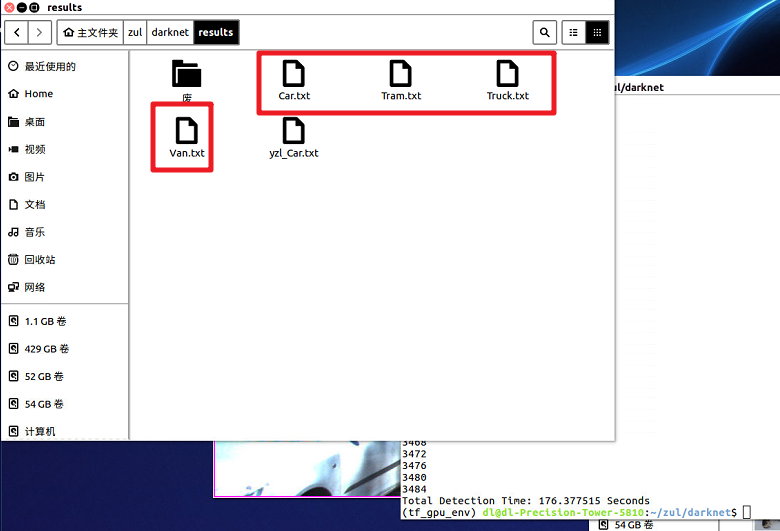 results
主文件夹 zul darknet results
最近使用的
Home
桌面
视频
图片
文档
音乐
回收站
网络
1.1 GB 卷
429 GB 卷
52 GB 卷
54 GB 卷
计算机
废
Car.txt
Tram.txt
Truck.txt
Van.txt
yzl_Car.txt
zul/darknet
3468
3472
3476
3480
3484
Total Detection Time: 176.377515 Seconds
(tf_gpu_env) dl@dl-Precision-Tower-5810:~/zul/darknet$
54 GB 卷